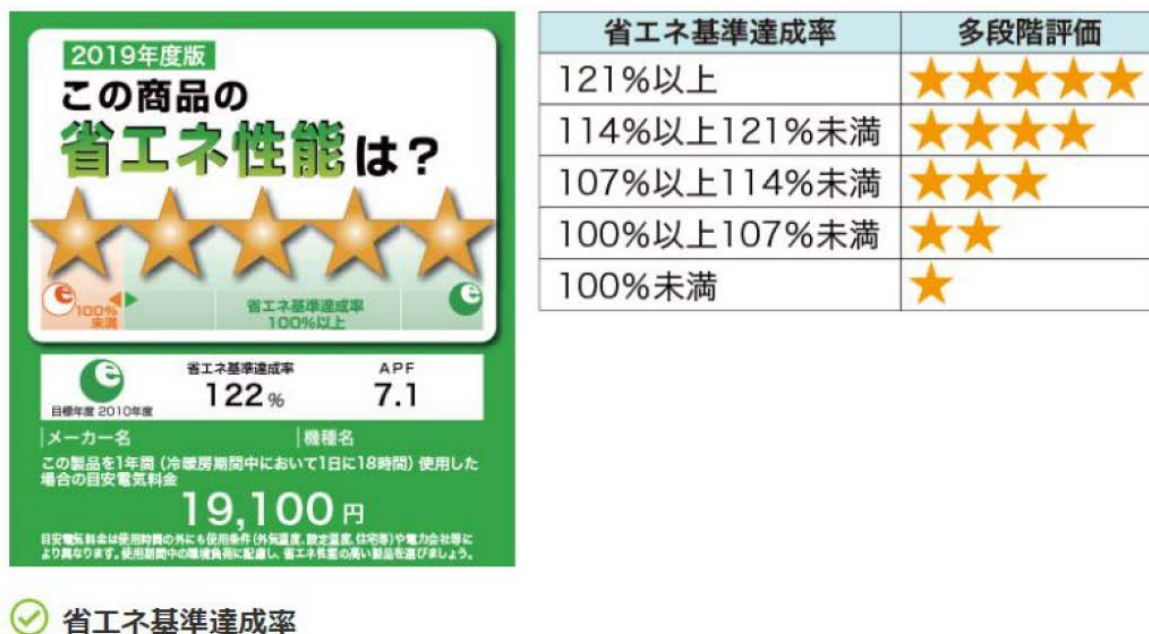 2019年度版
この商品の
省エネ性能は?
e
100%
未満
省エネ基準達成率
100%以上
e
e
目標年度 2010年度
省エネ基準達成率
122%
APF
7.1
メーカー名
機種名
この製品を1年間(冷暖房期間中において1日に18時間)使用した
場合の目安電気料金
19,100円
目安電気料金は使用時間の外にも使用条件(外気温度、設定温度、住宅等)や電力会社等に
より異なります。使用期間中の環境負荷に配慮し、省エネ性能の高い製品を選びましょう。
省エネ基準達成率 多段階評価
121%以上 ★★★★★
114%以上121%未満 ★★★★
107%以上114%未満 ★★★
100%以上107%未満 ★★
100%未満 ★
省エネ基準達成率